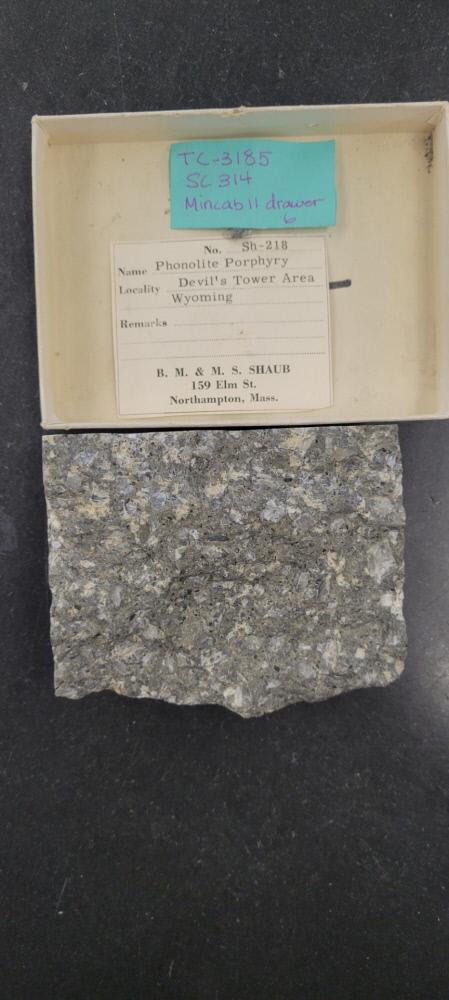 TC-3185
SC 314
Mincab 11 drawer
6
No. Sh-218
Name Phonolite Porphyry
Locality Devil's Tower Area
Wyoming
Remarks
B. M. & M. S. SHAUB
159 Elm St.
Northampton, Mass.